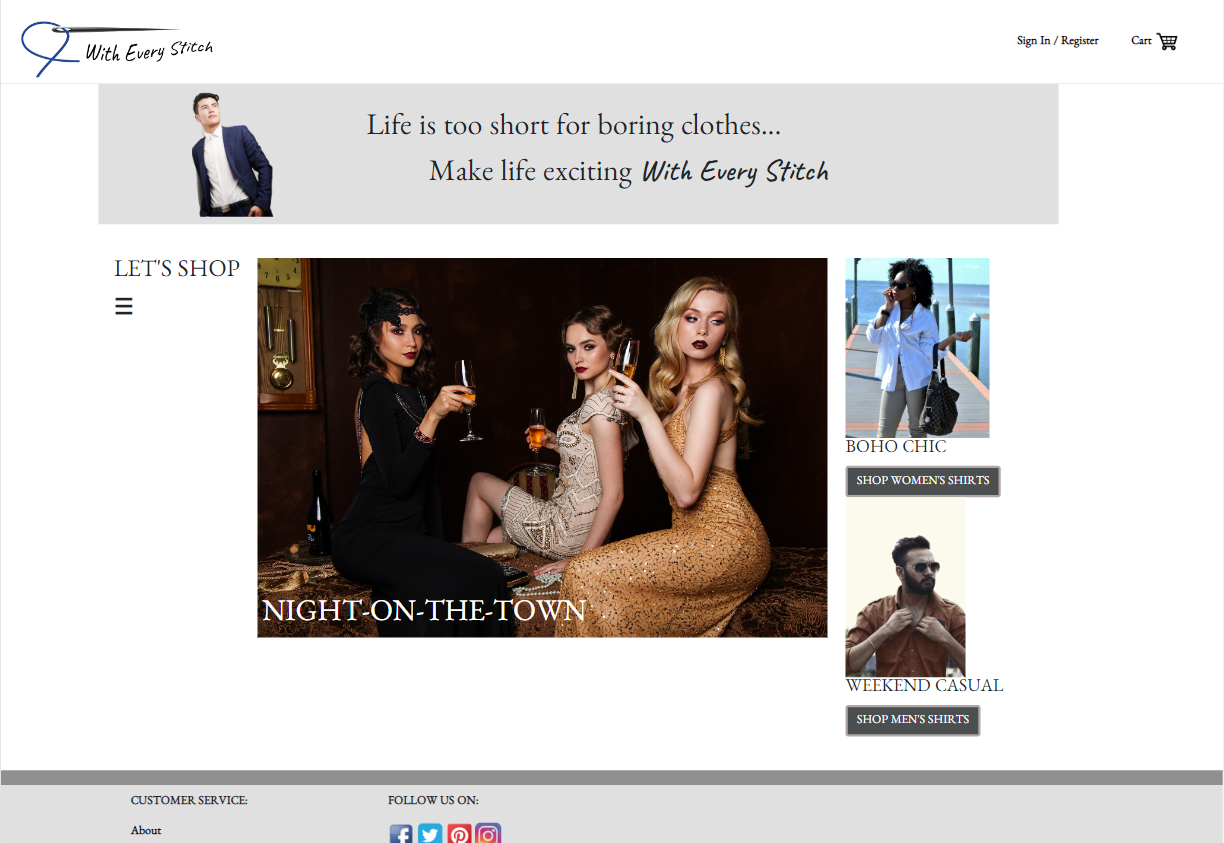 With Every Stitch
Sign In / Register
Cart
Life is too short for boring clothes...
Make life exciting With Every Stitch
LET'S SHOP
NIGHT-ON-THE-TOWN
BOHO CHIC
SHOP WOMEN'S SHIRTS
WEEKEND CASUAL
SHOP MEN'S SHIRTS
CUSTOMER SERVICE:
FOLLOW US ON:
About